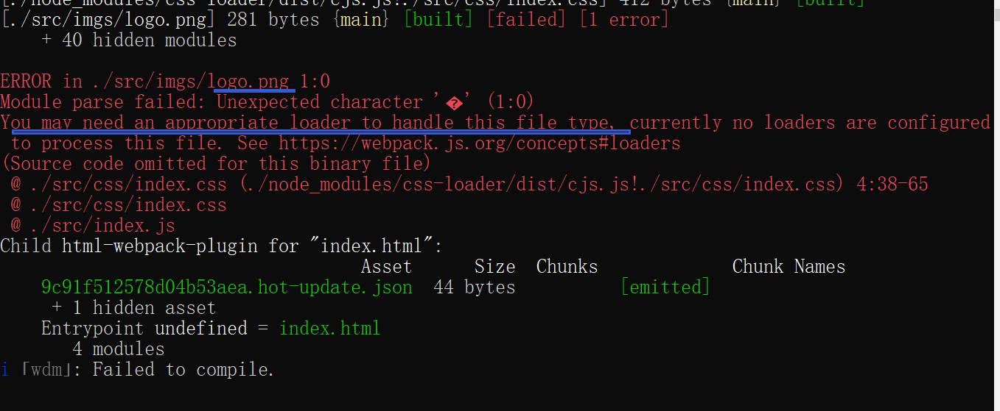 [./node_modules/css-loader/dist/cjs.js!./src/css/index.css] 412 bytes {main} [built]
[./src/imgs/logo.png] 281 bytes {main} [built] [failed] [1 error]
    + 40 hidden modules
ERROR in ./src/imgs/logo.png 1:0
Module parse failed: Unexpected character '�' (1:0)
You may need an appropriate loader to handle this file type, currently no loaders are configured
 to process this file. See https://webpack.js.org/concepts#loaders
(Source code omitted for this binary file)
 @ ./src/css/index.css (./node_modules/css-loader/dist/cjs.js!./src/css/index.css) 4:38-65
 @ ./src/css/index.css
 @ ./src/index.js
Child html-webpack-plugin for "index.html":
                                   Asset      Size  Chunks             Chunk Names
    9c91f512578d04b53aea.hot-update.json  44 bytes          [emitted]
     + 1 hidden asset
    Entrypoint undefined = index.html
       4 modules
i ｢wdm｣: Failed to compile.